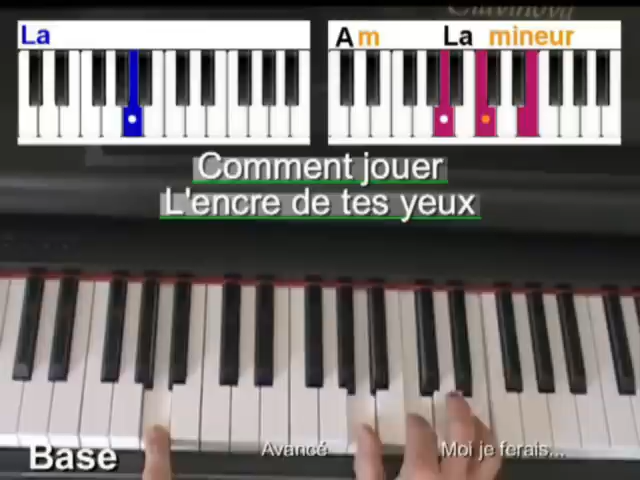 La
Am La mineur
Comment jouer
L'encre de tes yeux
Base Avancé Moi je ferais...